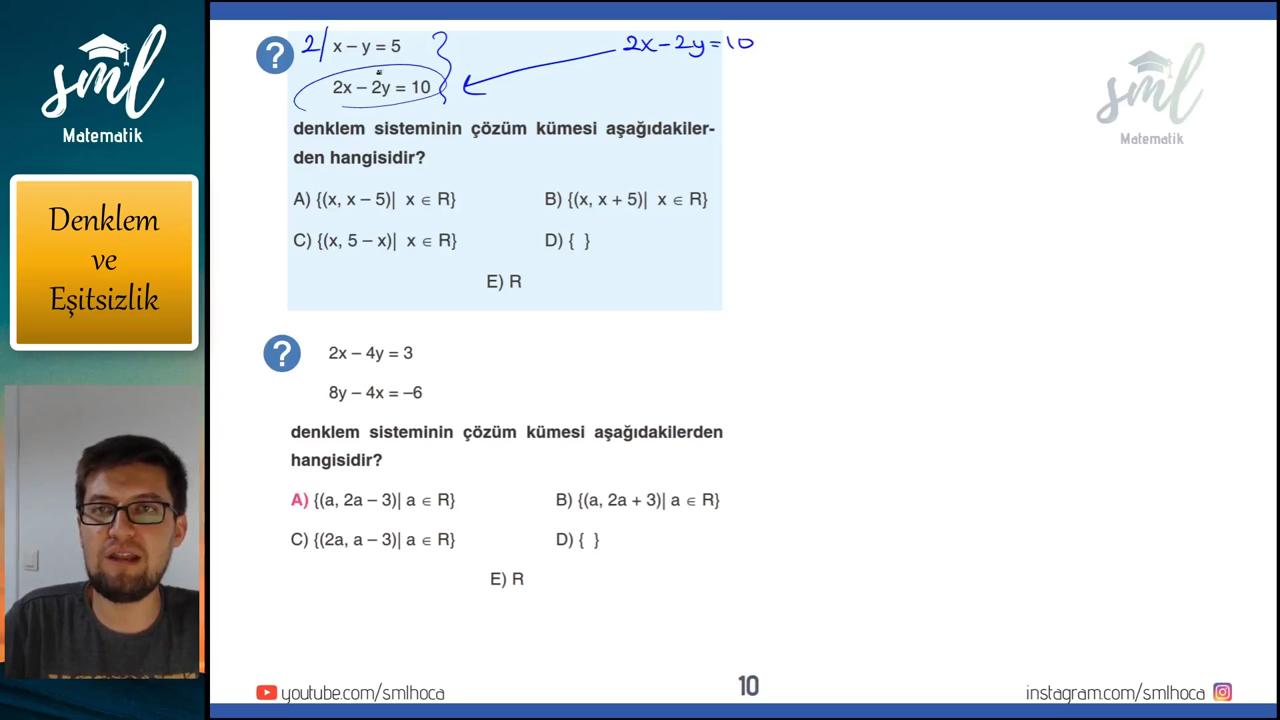 sml
Matematik
Denklem
ve
Eşitsizlik
2/ x – y = 5
2x – 2y = 10
2x – 2y = 10
denklem sisteminin çözüm kümesi aşağıdakiler-
den hangisidir?
A) {(x, x – 5)| x ∈ R}
B) {(x, x + 5)| x ∈ R}
C) {(x, 5 – x)| x ∈ R}
D) { }
E) R
sml
Matematik
?
?
2x – 4y = 3
8y – 4x = –6
denklem sisteminin çözüm kümesi aşağıdakilerden
hangisidir?
A) {(a, 2a – 3)| a ∈ R}
B) {(a, 2a + 3)| a ∈ R}
C) {(2a, a – 3)| a ∈ R}
D) { }
E) R
youtube.com/smlhoca
10
instagram.com/smlhoca